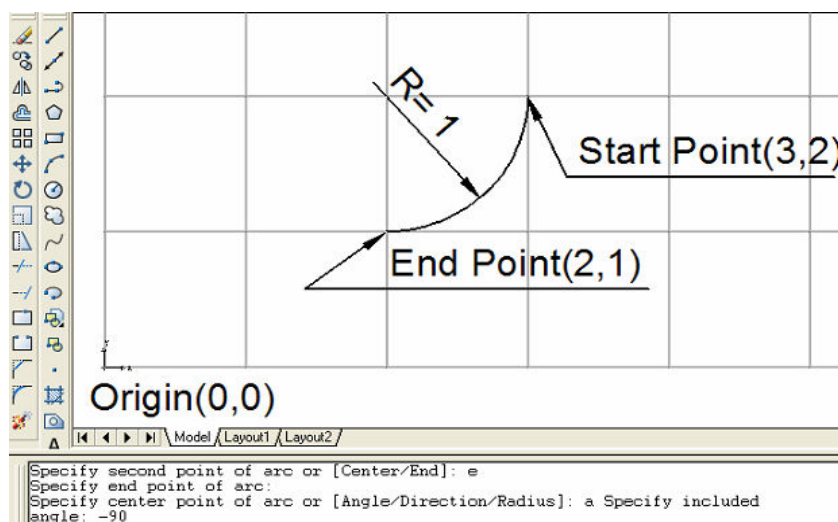 R= 1
Start Point(3,2)
End Point(2,1)
Origin(0,0)
A
Model Layout1 Layout2
Specify second point of arc or [Center/End]: e
Specify end point of arc:
Specify center point of arc or [Angle/Direction/Radius]: a Specify included
angle: -90